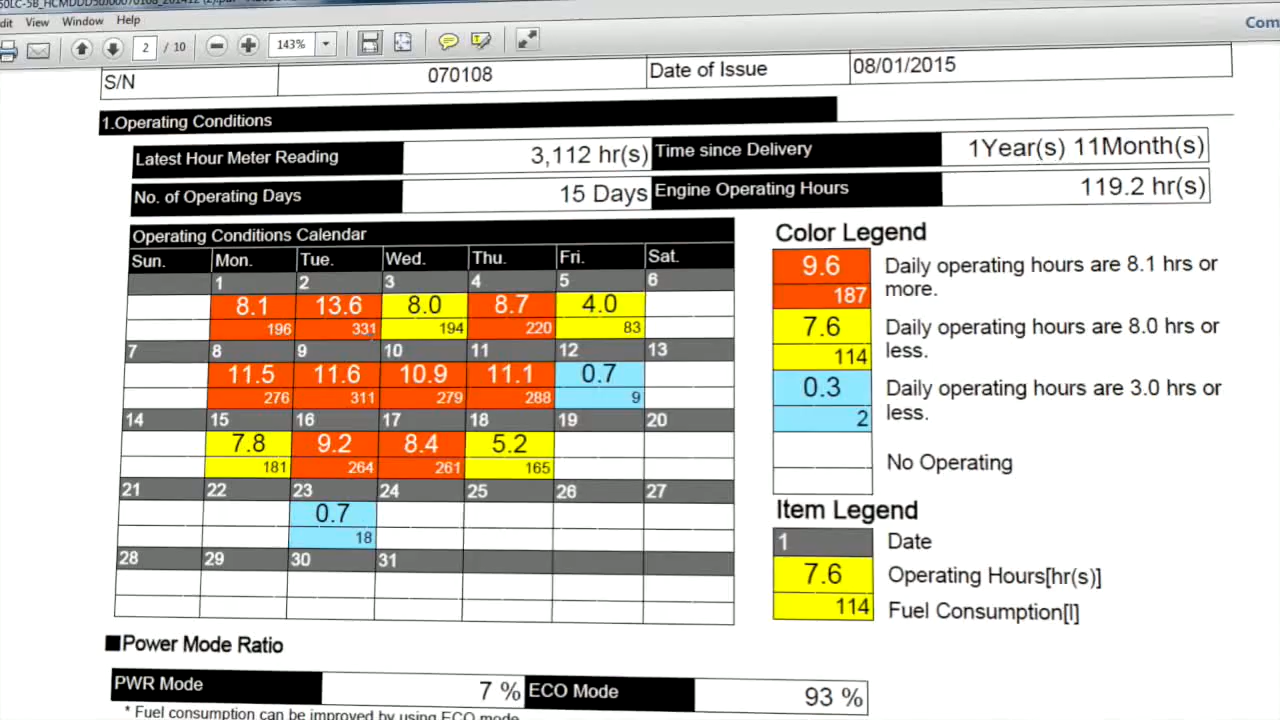 dit View Window Help
2 / 10 143%
Com
S/N 070108 Date of Issue 08/01/2015
1.Operating Conditions
Latest Hour Meter Reading 3,112 hr(s) Time since Delivery 1Year(s) 11Month(s)
No. of Operating Days 15 Days Engine Operating Hours 119.2 hr(s)
Operating Conditions Calendar
Sun. Mon. Tue. Wed. Thu. Fri. Sat.
1 2 3 4 5 6
8.1 13.6 8.0 8.7 4.0
196 331 194 220 83
7 8 9 10 11 12 13
11.5 11.6 10.9 11.1 0.7
276 311 279 288 9
14 15 16 17 18 19 20
7.8 9.2 8.4 5.2
181 264 261 165
21 22 23 24 25 26 27
0.7
18
28 29 30 31
Color Legend
9.6 Daily operating hours are 8.1 hrs or
187 more.
7.6 Daily operating hours are 8.0 hrs or
114 less.
0.3 Daily operating hours are 3.0 hrs or
2 less.
No Operating
Item Legend
1 Date
7.6 Operating Hours[hr(s)]
114 Fuel Consumption[l]
■Power Mode Ratio
PWR Mode 7 % ECO Mode 93 %
* Fuel consumption can be improved by using ECO mode